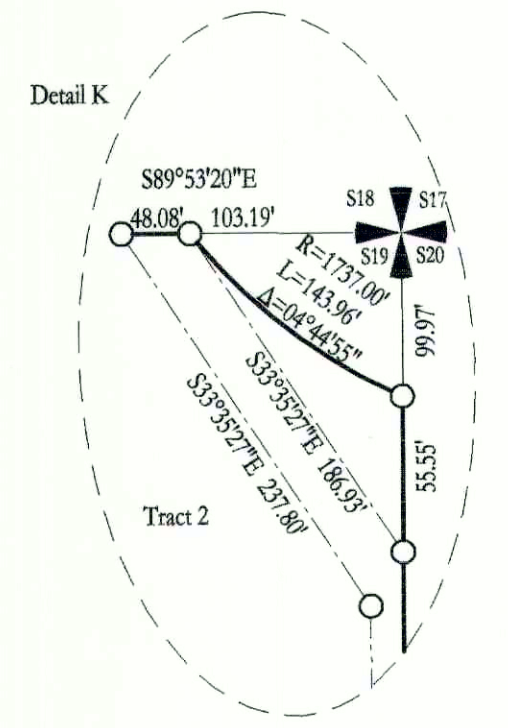 Detail K
S89°53'20"E
48.08' 103.19'
S18 S17
S19 S20
R=1737.00'
L=143.96'
Δ=04°44'55"
99.97'
S33°35'27"E 186.93'
S33°35'27"E 237.80'
55.55'
Tract 2